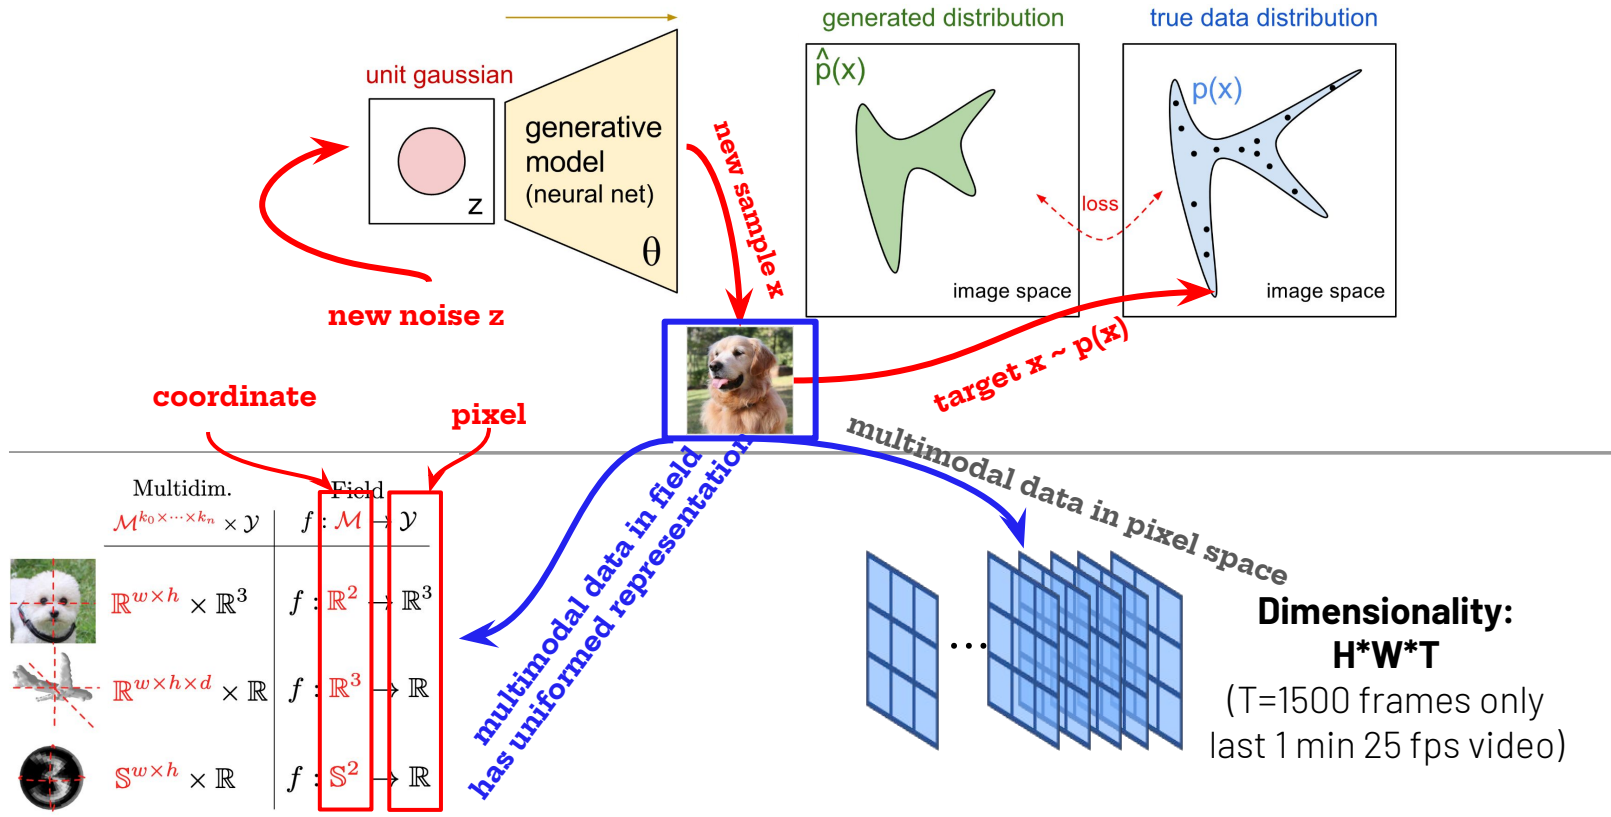 generated distribution
true data distribution
unit gaussian
z
generative
model
(neural net)
θ
new sample x
p̂(x)
image space
loss
p(x)
image space
new noise z
target x ~ p(x)
coordinate
pixel
multimodal data in field
has uniformed representation
multimodal data in pixel space
Multidim.
Field
ℳ^{k₀×⋯×kₙ} × 𝒴
f : ℳ → 𝒴
ℝ^{w×h} × ℝ³
f : ℝ² → ℝ³
ℝ^{w×h×d} × ℝ
f : ℝ³ → ℝ
𝕊^{w×h} × ℝ
f : 𝕊² → ℝ
...
Dimensionality:
H*W*T
(T=1500 frames only
last 1 min 25 fps video)